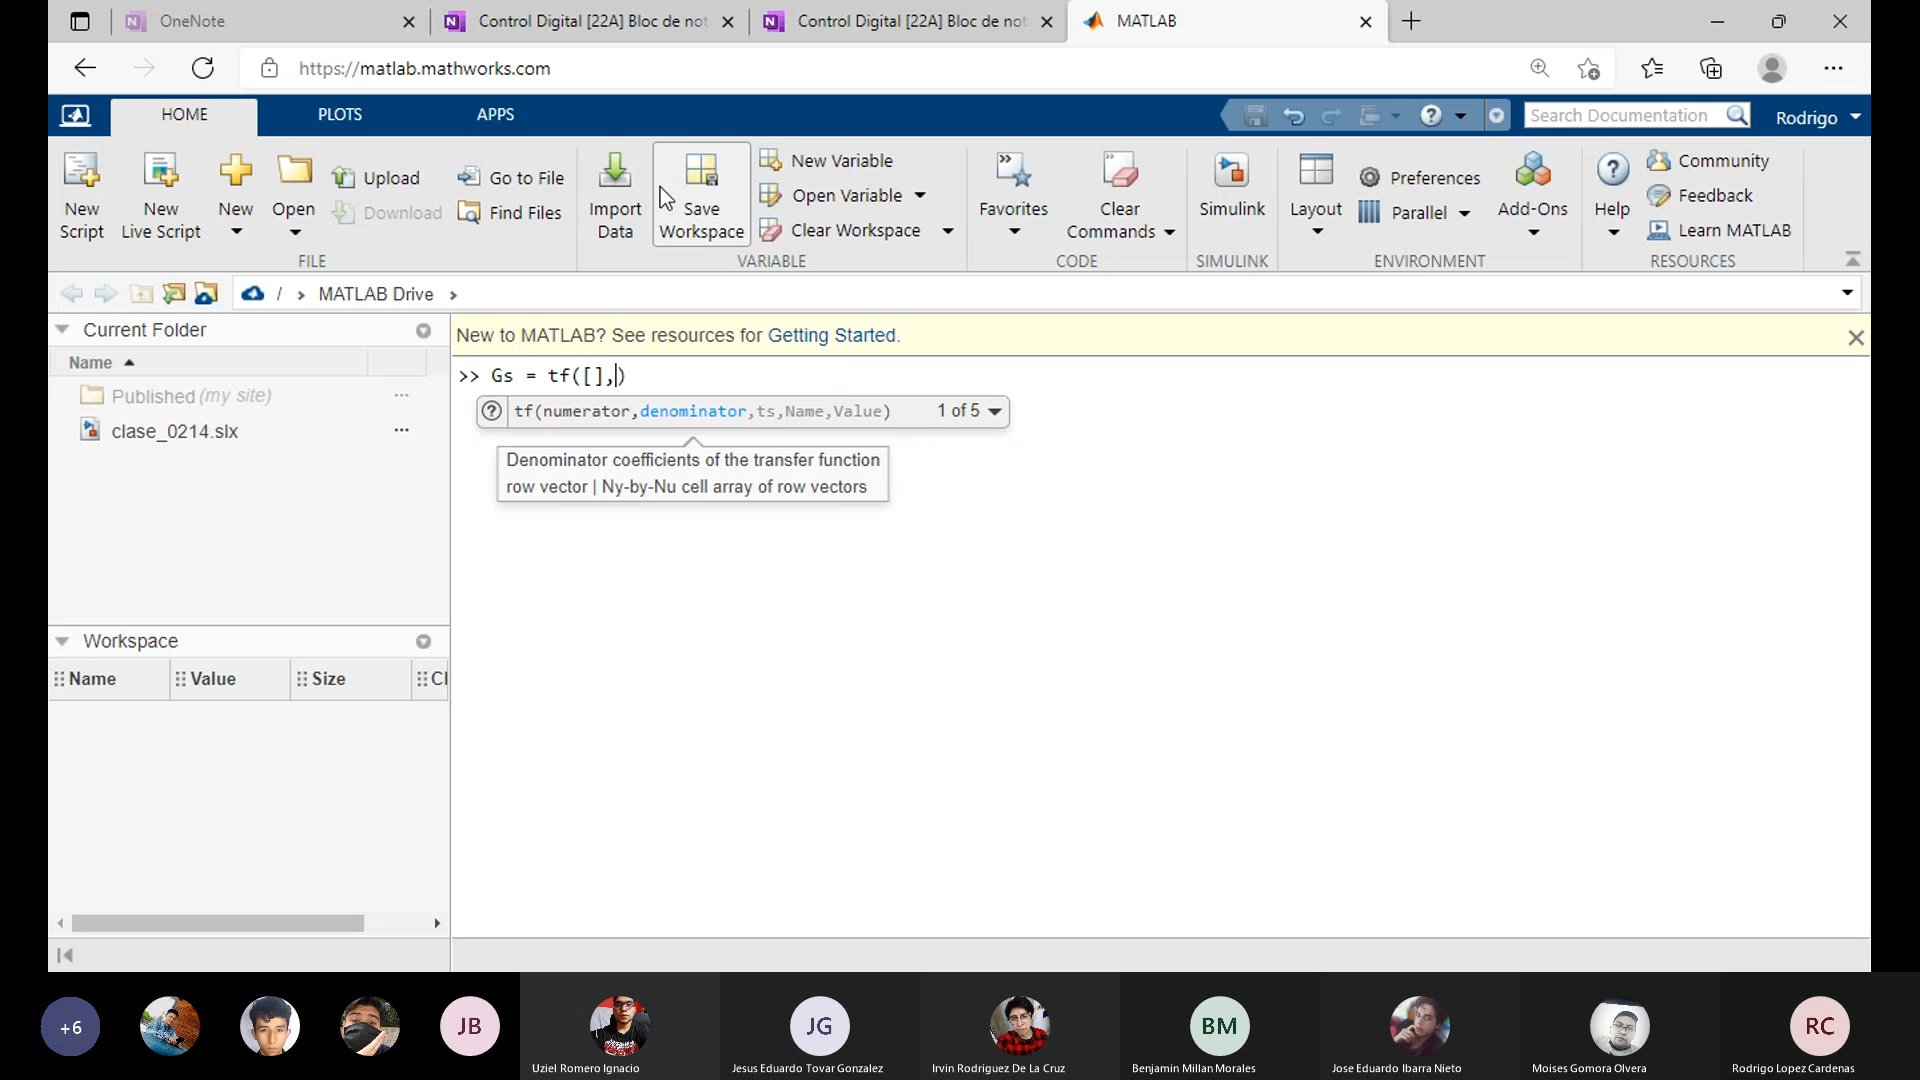 OneNote
Control Digital [22A] Bloc de not
Control Digital [22A] Bloc de not
MATLAB
https://matlab.mathworks.com
HOME
PLOTS
APPS
Search Documentation
Rodrigo
New Script
New Live Script
New
Open
Upload
Download
Go to File
Find Files
Import Data
Save Workspace
New Variable
Open Variable
Clear Workspace
Favorites
Clear Commands
Simulink
Layout
Preferences
Parallel
Add-Ons
Help
Community
Feedback
Learn MATLAB
FILE
VARIABLE
CODE
SIMULINK
ENVIRONMENT
RESOURCES
/ › MATLAB Drive ›
Current Folder
Name
Published (my site)
clase_0214.slx
Workspace
Name
Value
Size
Cl
New to MATLAB? See resources for Getting Started.
>> Gs = tf([],)
tf(numerator,denominator,ts,Name,Value) 1 of 5
Denominator coefficients of the transfer function
row vector | Ny-by-Nu cell array of row vectors
+6
JB
Uziel Romero Ignacio
JG
Jesus Eduardo Tovar Gonzalez
Irvin Rodriguez De La Cruz
BM
Benjamin Millan Morales
Jose Eduardo Ibarra Nieto
Moises Gomora Olvera
RC
Rodrigo Lopez Cardenas